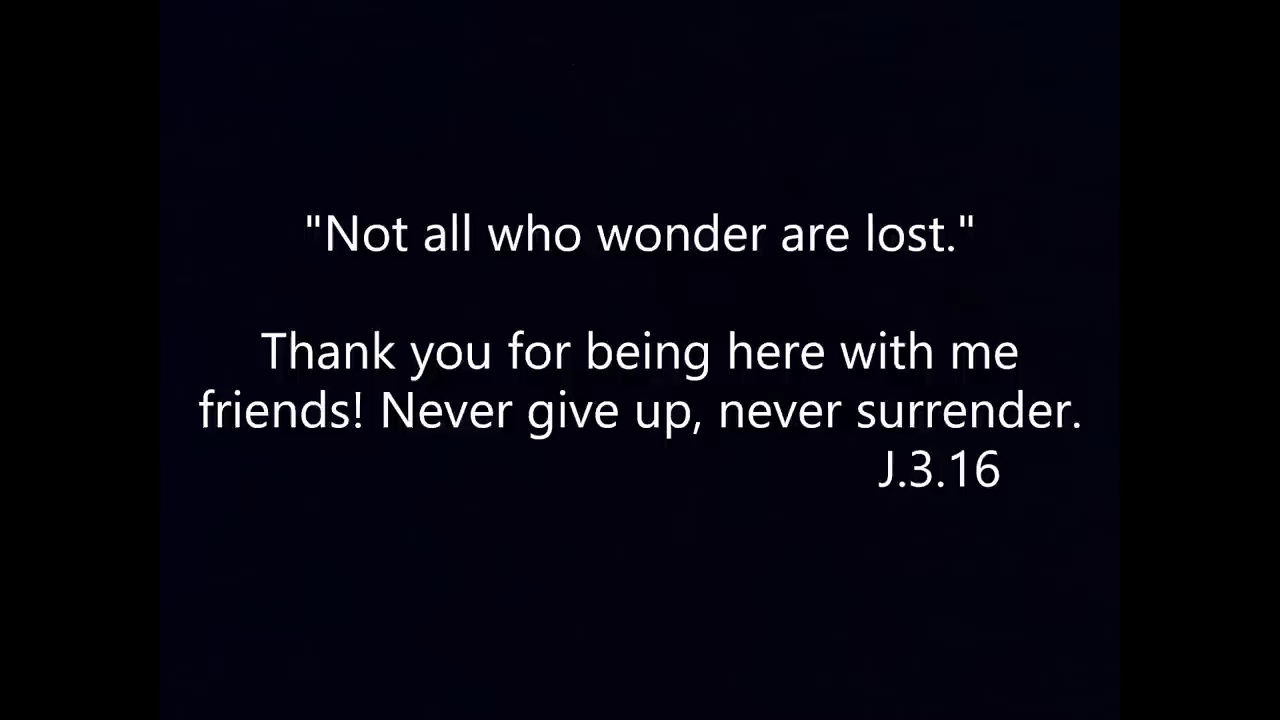 "Not all who wonder are lost."
Thank you for being here with me
friends! Never give up, never surrender.
J.3.16